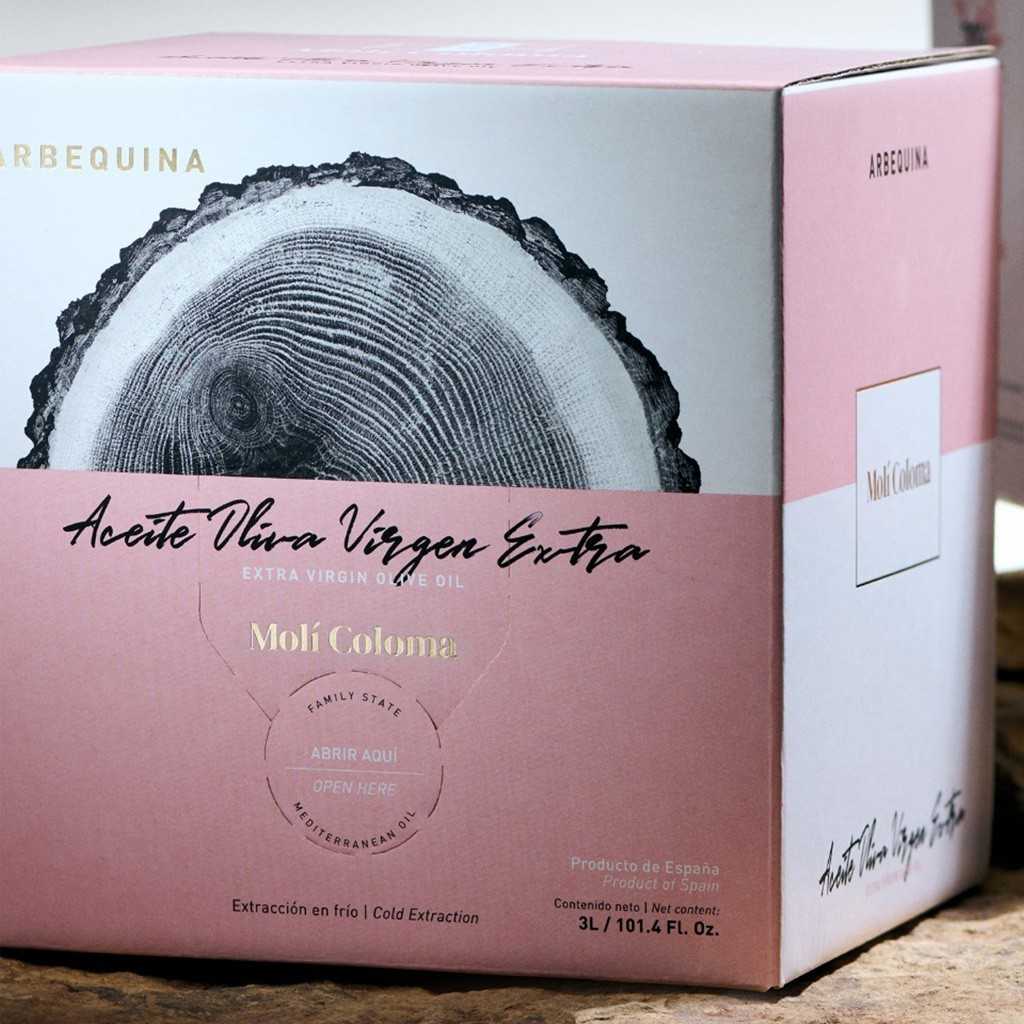 ARBEQUINA
Aceite Oliva Virgen Extra
EXTRA VIRGIN OLIVE OIL
Molí Coloma
FAMILY STATE
ABRIR AQUÍ
OPEN HERE
MEDITERRANEAN OIL
Producto de España
Product of Spain
Extracción en frío | Cold Extraction
Contenido neto | Net content:
3L / 101.4 Fl. Oz.
ARBEQUINA
Molí Coloma
Aceite Oliva Virgen Extra